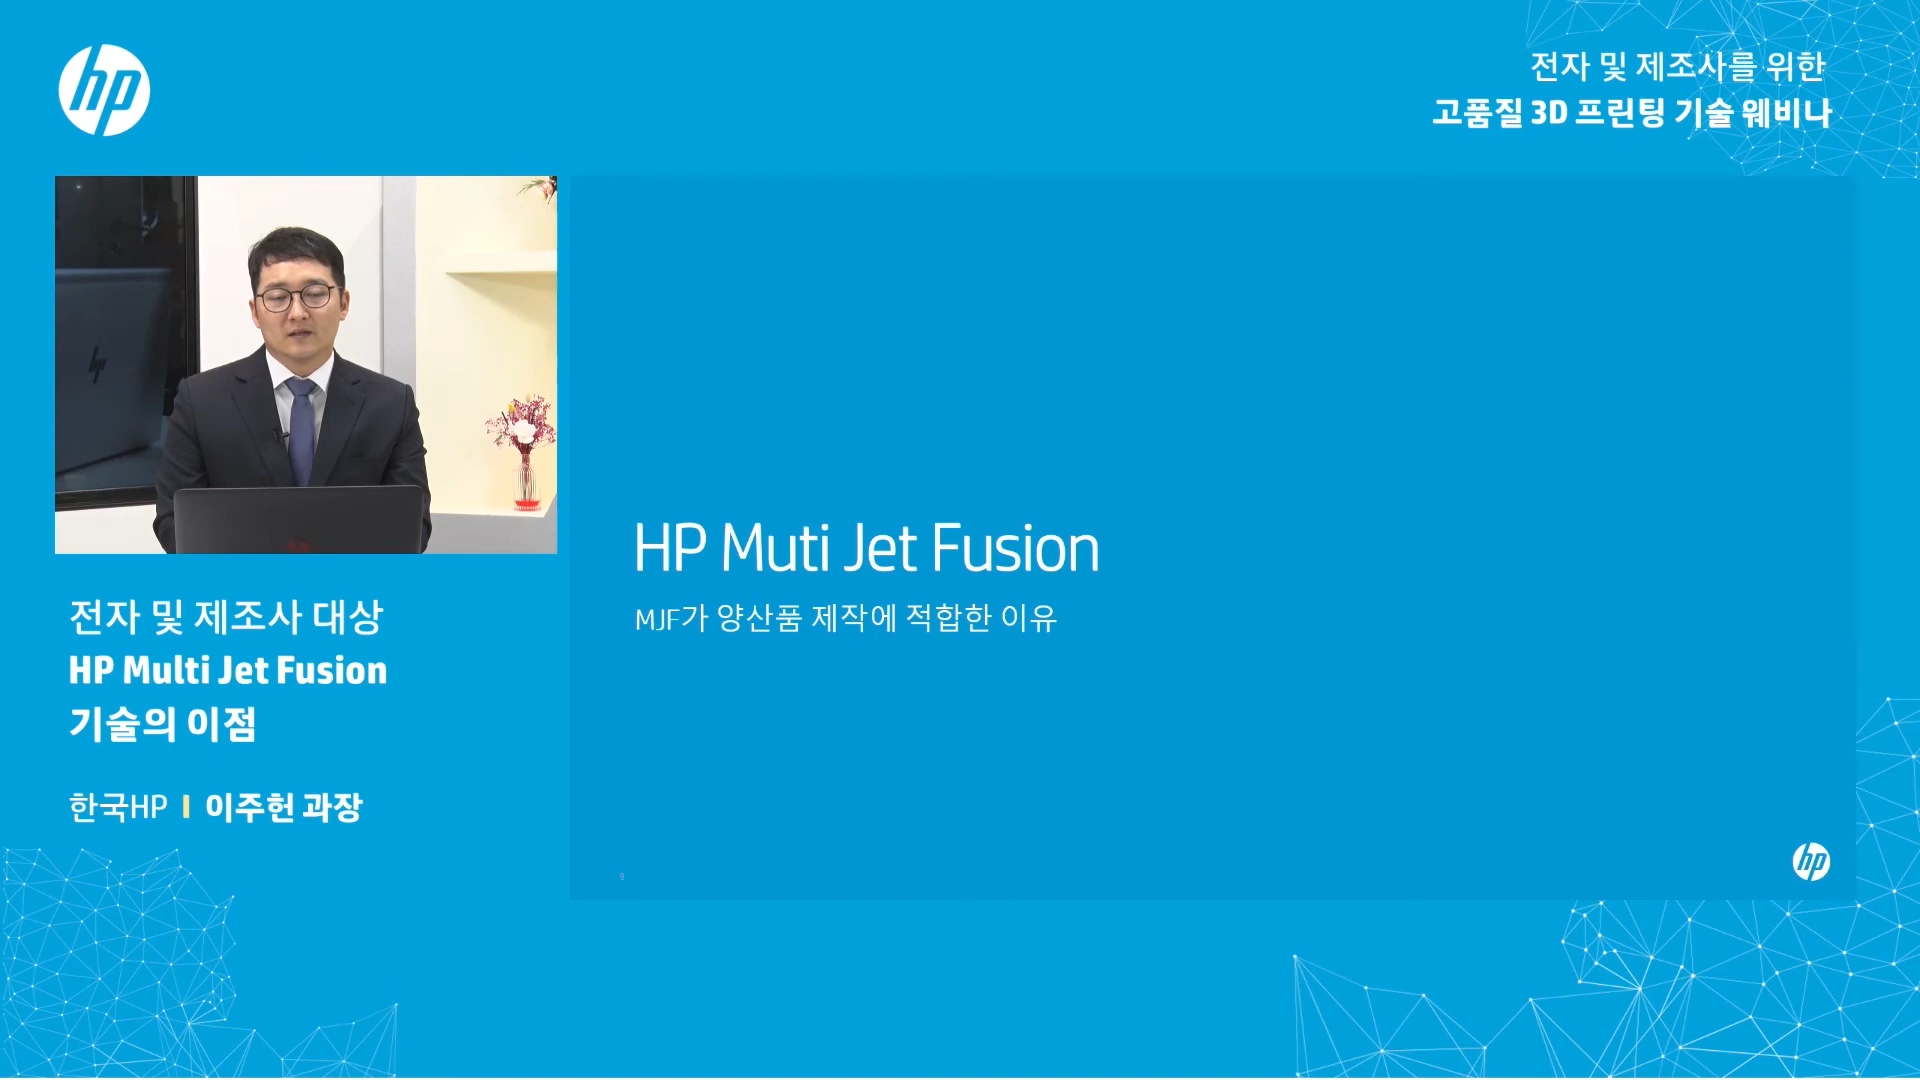 hp
전자 및 제조사를 위한
고품질 3D 프린팅 기술 웨비나
hp
전자 및 제조사 대상
HP Multi Jet Fusion
기술의 이점
한국HP | 이주헌 과장
HP Muti Jet Fusion
MJF가 양산품 제작에 적합한 이유
hp